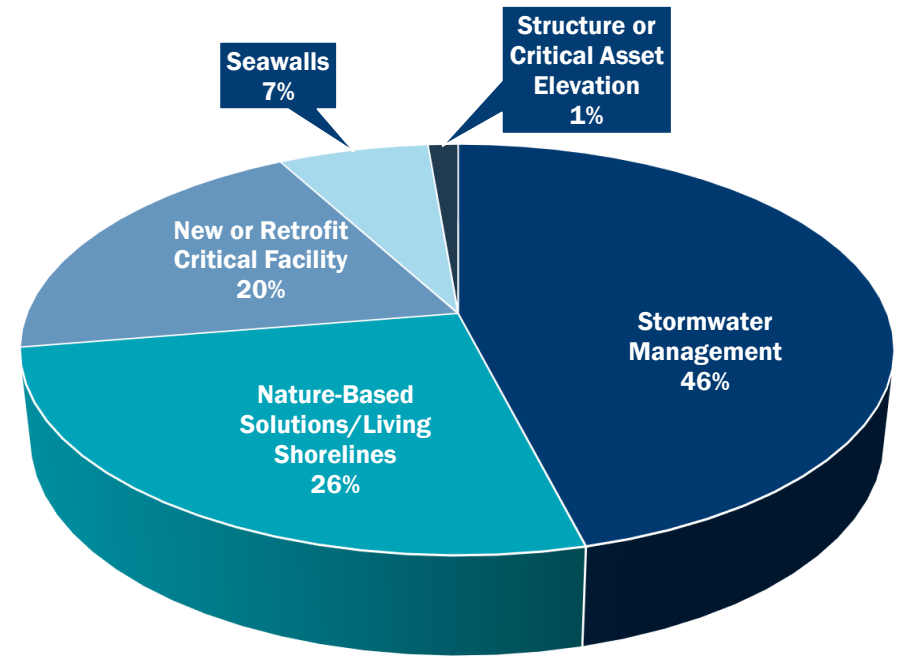 Seawalls
7%
Structure or
Critical Asset
Elevation
1%
New or Retrofit
Critical Facility
20%
Stormwater
Management
46%
Nature-Based
Solutions/Living
Shorelines
26%